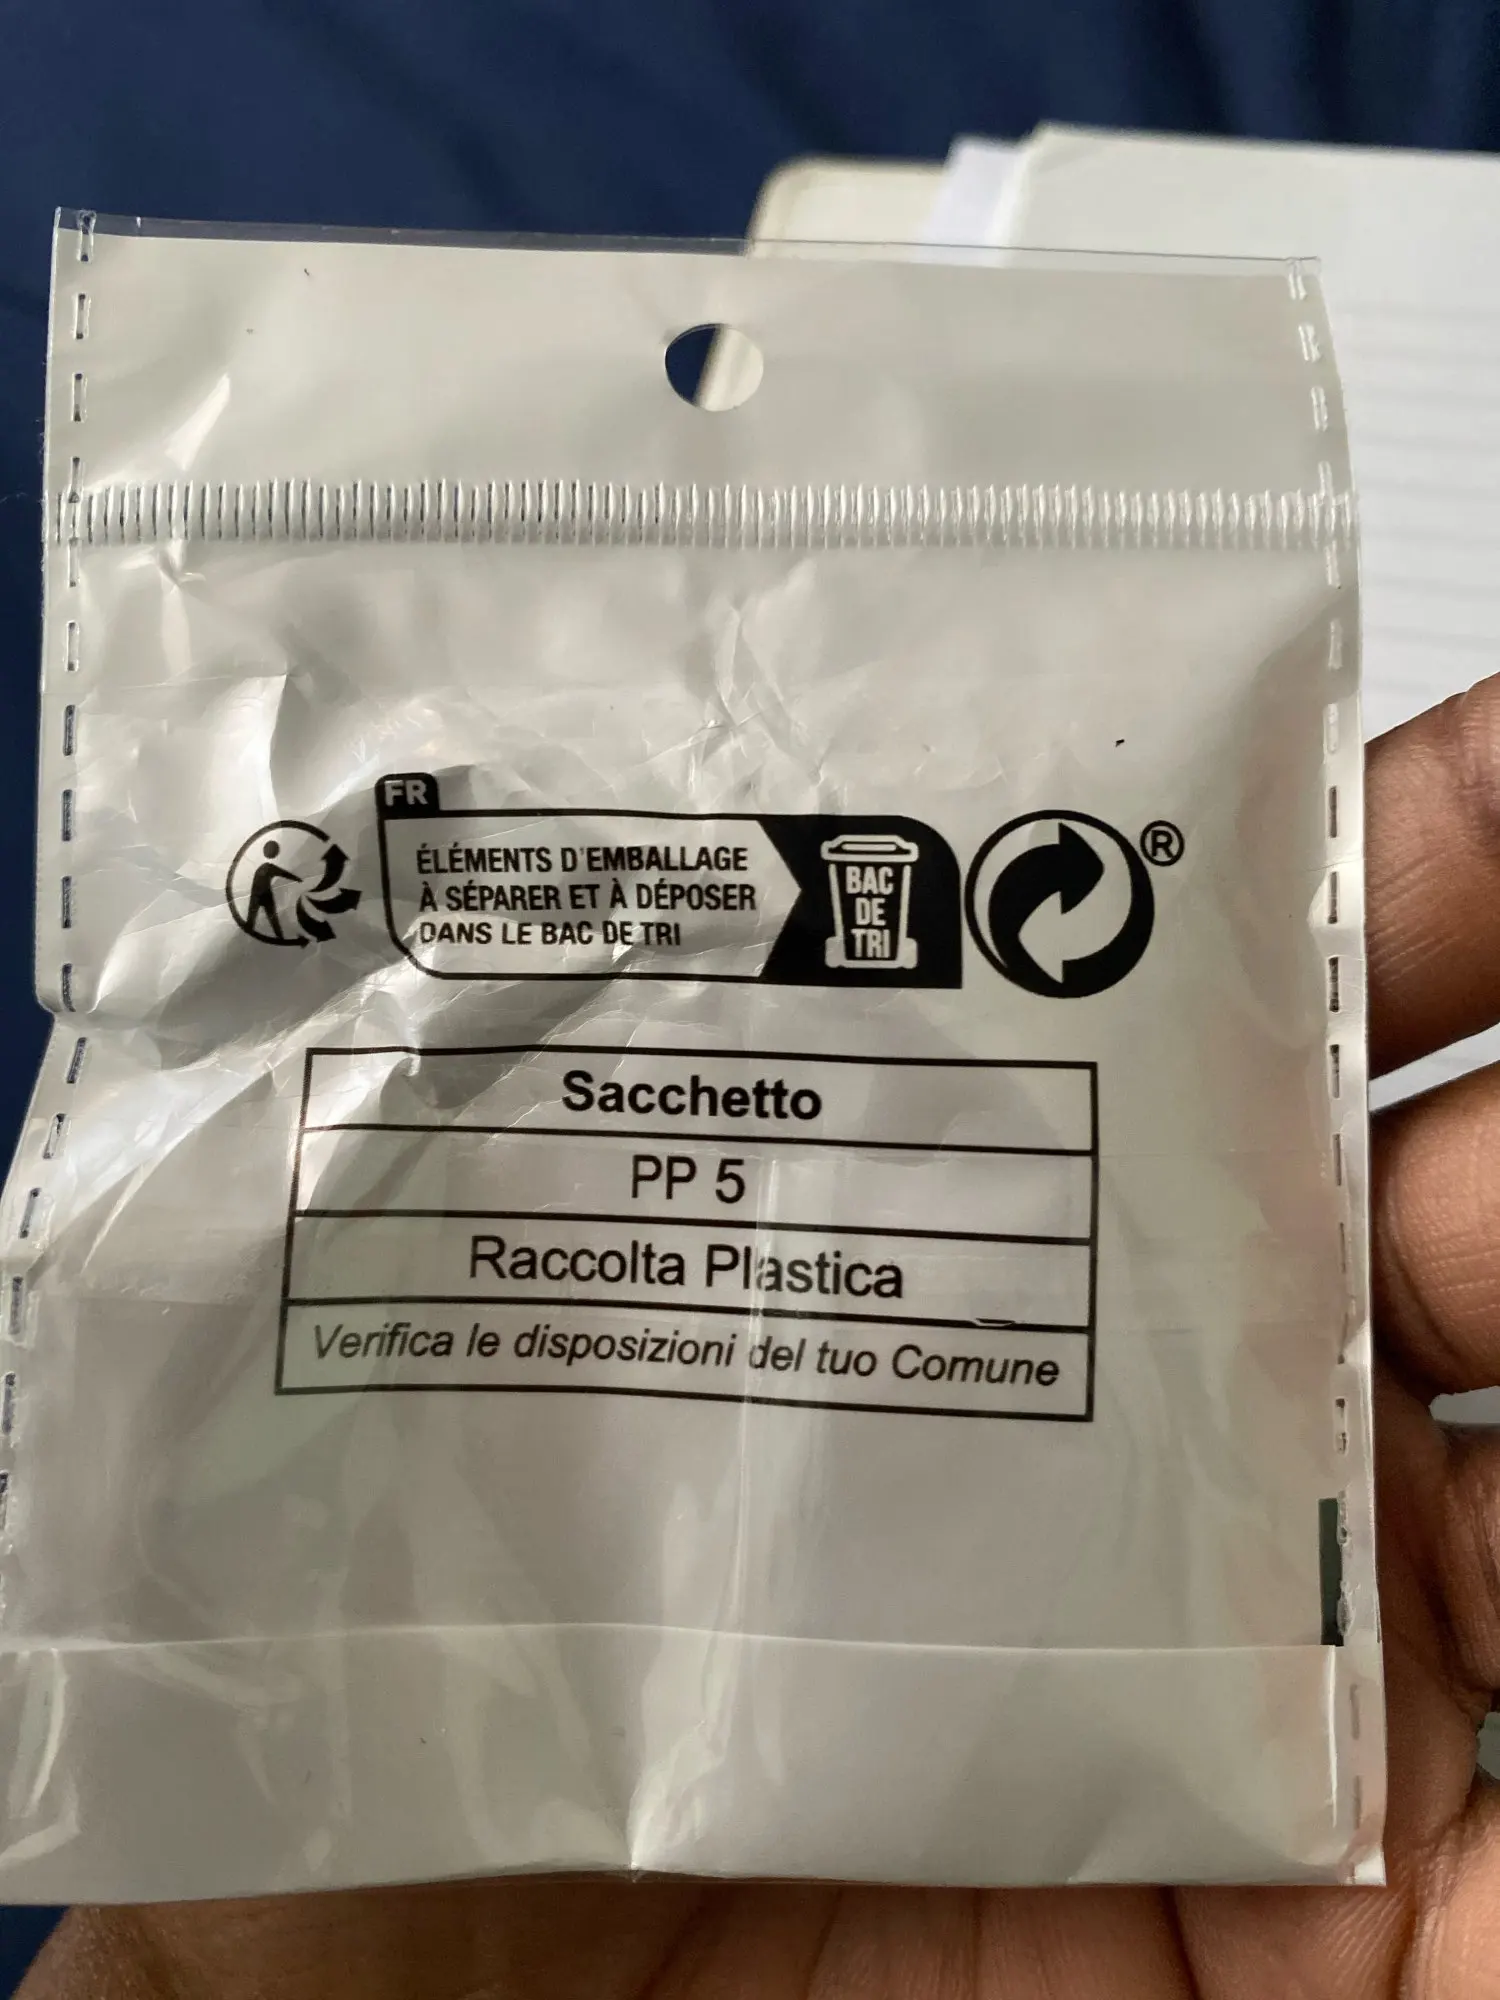 FR
ÉLÉMENTS D'EMBALLAGE
À SÉPARER ET À DÉPOSER
DANS LE BAC DE TRI
BAC
DE
TRI
®
Sacchetto
PP 5
Raccolta Plastica
Verifica le disposizioni del tuo Comune